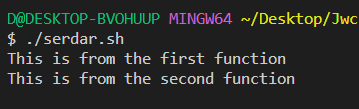 D@DESKTOP-BVOHUUP MINGW64 ~/Desktop/Jwc
$ ./serdar.sh
This is from the first function
This is from the second function